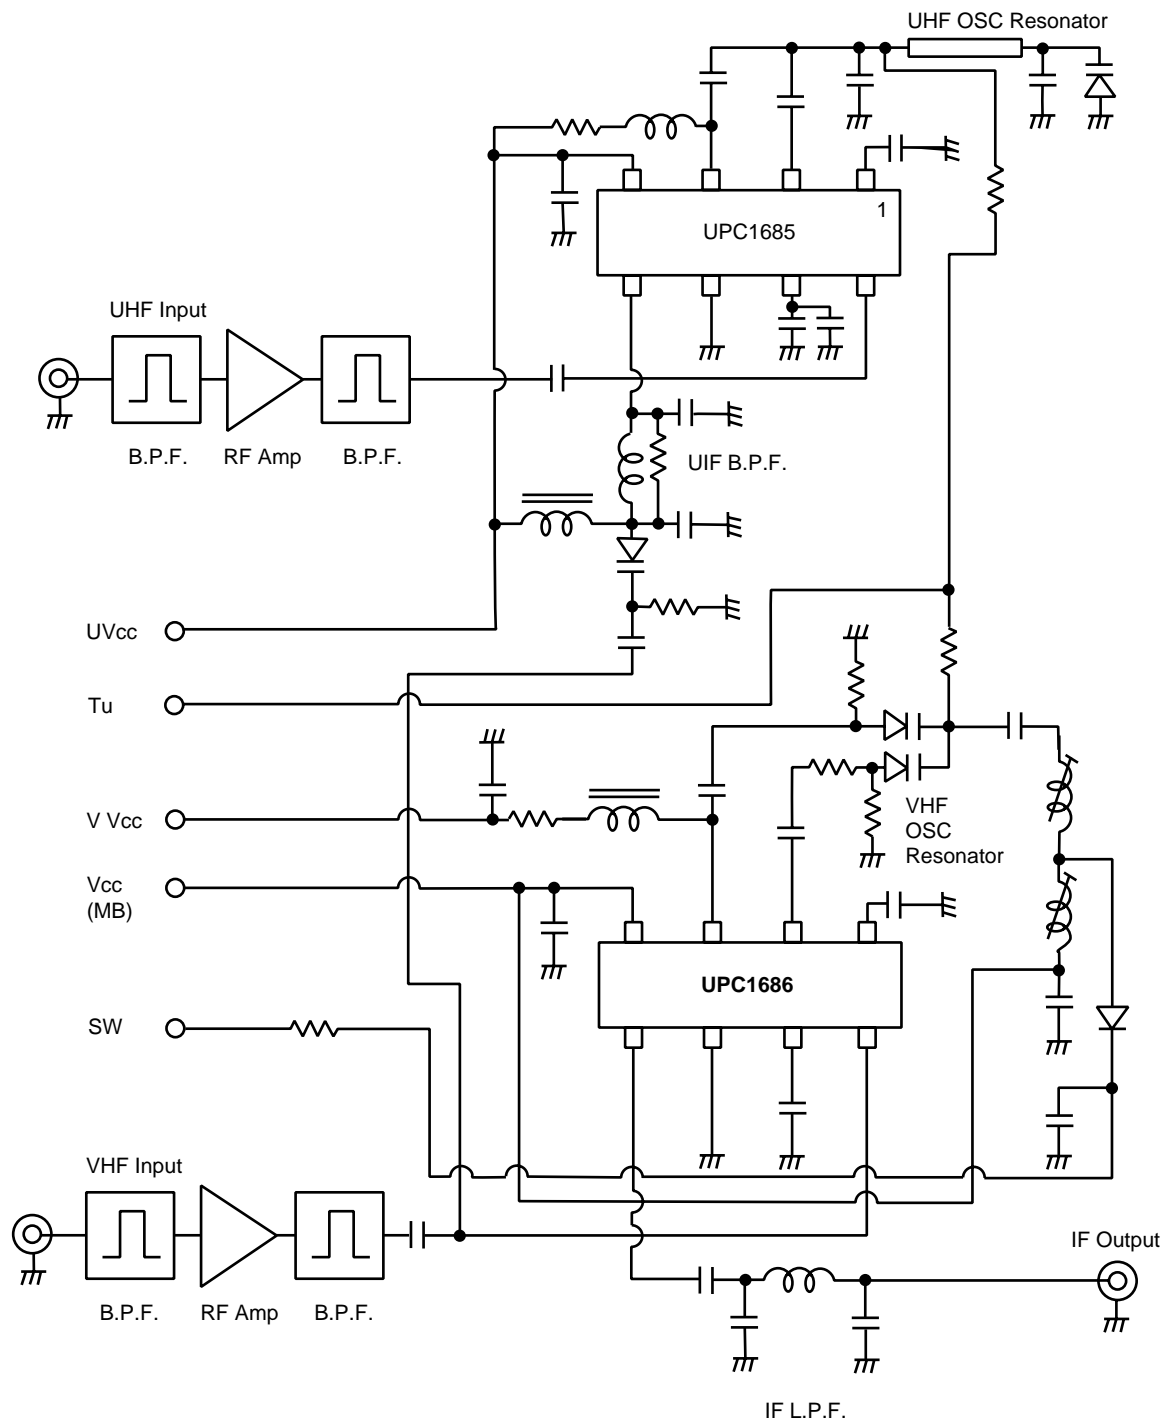 UHF OSC Resonator
1
UPC1685
UHF Input
B.P.F.
RF Amp
B.P.F.
UIF B.P.F.
UVcc
Tu
V Vcc
VHF
OSC
Resonator
Vcc
(MB)
UPC1686
SW
VHF Input
IF Output
B.P.F.
RF Amp
B.P.F.
IF L.P.F.